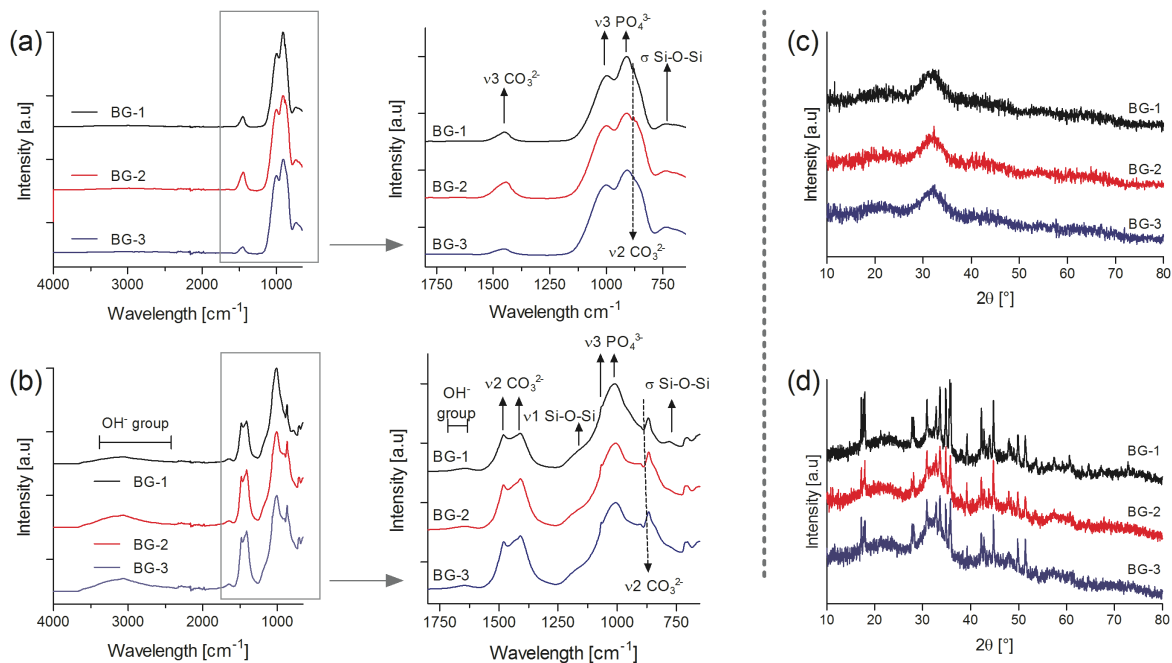 (a)
Intensity [a.u]
BG-1
BG-2
BG-3
4000 3000 2000 1000
Wavelength [cm⁻¹]
Intensity [a.u]
ν3 PO₄³⁻
ν3 CO₃²⁻
σ Si-O-Si
BG-1
BG-2
BG-3
ν2 CO₃²⁻
1750 1500 1250 1000 750
Wavelength cm⁻¹
(b)
Intensity [a.u]
OH⁻ group
BG-1
BG-2
BG-3
4000 3000 2000 1000
Wavelength [cm⁻¹]
Intensity [a.u]
ν3 PO₄³⁻
OH⁻
group
ν2 CO₃²⁻
ν1 Si-O-Si
σ Si-O-Si
BG-1
BG-2
BG-3
ν2 CO₃²⁻
1750 1500 1250 1000 750
Wavelength [cm⁻¹]
(c)
Intensity [a.u]
BG-1
BG-2
BG-3
10 20 30 40 50 60 70 80
2θ [°]
(d)
Intensity [a.u]
BG-1
BG-2
BG-3
10 20 30 40 50 60 70 80
2θ [°]